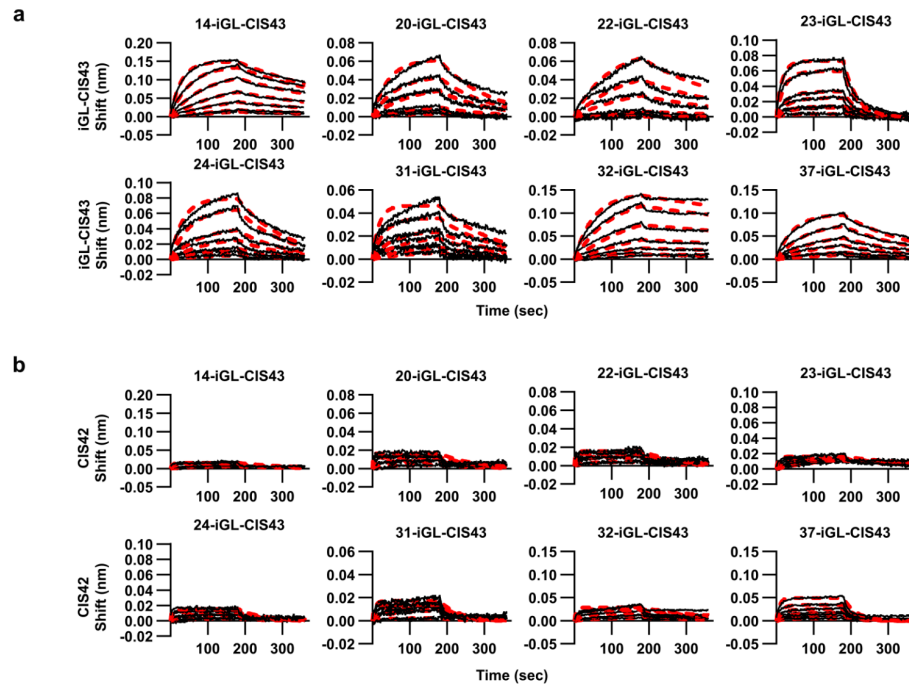 a
14-iGL-CIS43 20-iGL-CIS43 22-iGL-CIS43 23-iGL-CIS43
iGL-CIS43
Shift (nm)
0.20 0.15 0.10 0.05 0.00 -0.05
0.08 0.06 0.04 0.02 0.00 -0.02
0.08 0.06 0.04 0.02 0.00 -0.02
0.10 0.08 0.06 0.04 0.02 0.00 -0.02
100 200 300 100 200 300 100 200 300 100 200 300
24-iGL-CIS43 31-iGL-CIS43 32-iGL-CIS43 37-iGL-CIS43
iGL-CIS43
Shift (nm)
0.10 0.08 0.06 0.04 0.02 0.00 -0.02
0.06 0.04 0.02 0.00 -0.02
0.15 0.10 0.05 0.00 -0.05
0.15 0.10 0.05 0.00 -0.05
100 200 300 100 200 300 100 200 300 100 200 300
Time (sec)
b
14-iGL-CIS43 20-iGL-CIS43 22-iGL-CIS43 23-iGL-CIS43
CIS42
Shift (nm)
0.20 0.15 0.10 0.05 0.00 -0.05
0.08 0.06 0.04 0.02 0.00 -0.02
0.08 0.06 0.04 0.02 0.00 -0.02
0.10 0.08 0.06 0.04 0.02 0.00 -0.02
100 200 300 100 200 300 100 200 300 100 200 300
24-iGL-CIS43 31-iGL-CIS43 32-iGL-CIS43 37-iGL-CIS43
CIS42
Shift (nm)
0.10 0.08 0.06 0.04 0.02 0.00 -0.02
0.06 0.04 0.02 0.00 -0.02
0.15 0.10 0.05 0.00 -0.05
0.15 0.10 0.05 0.00 -0.05
100 200 300 100 200 300 100 200 300 100 200 300
Time (sec)